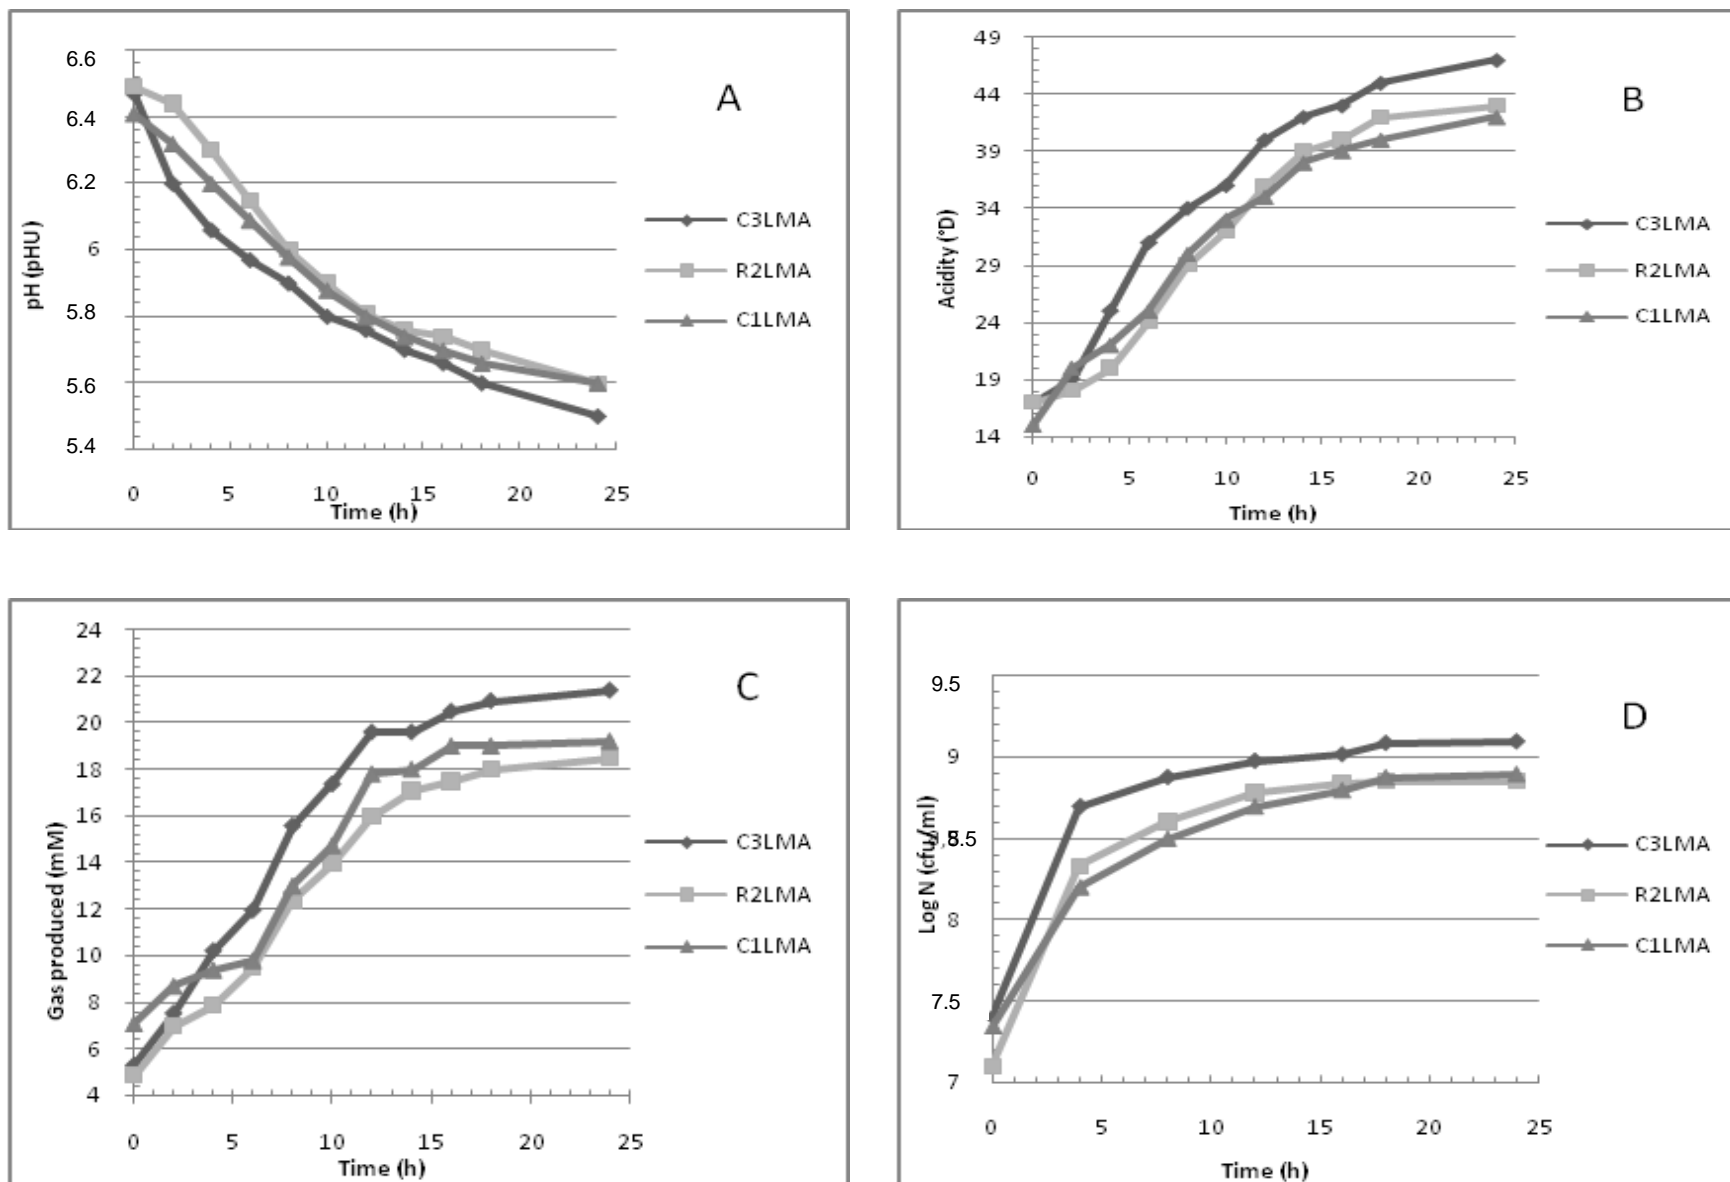 A
6.6
6.4
6.2
6
5.8
5.6
5.4
pH (pHU)
0 5 10 15 20 25
Time (h)
C3LMA
R2LMA
C1LMA
B
49
44
39
34
29
24
19
14
Acidity (°D)
0 5 10 15 20 25
Time (h)
C3LMA
R2LMA
C1LMA
C
24
22
20
18
16
14
12
10
8
6
4
Gas produced (mM)
0 5 10 15 20 25
Time (h)
C3LMA
R2LMA
C1LMA
D
9.5
9
8.5
8
7.5
7
Log N (cfu/ml)
0 5 10 15 20 25
Time (h)
C3LMA
R2LMA
C1LMA